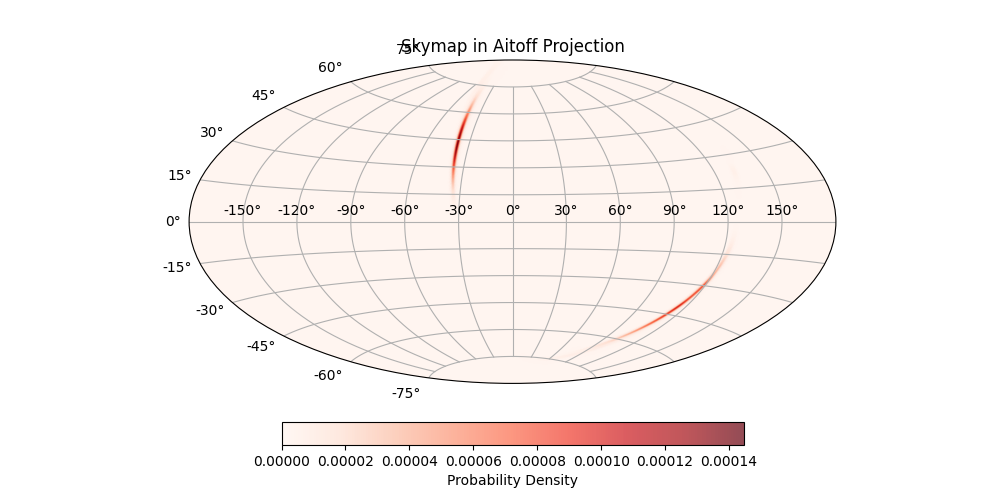 Skymap in Aitoff Projection
75°
60°
45°
30°
15°
-150° -120° -90° -60° -30° 0° 30° 60° 90° 120° 150°
0°
-15°
-30°
-45°
-60°
-75°
0.00000 0.00002 0.00004 0.00006 0.00008 0.00010 0.00012 0.00014
Probability Density